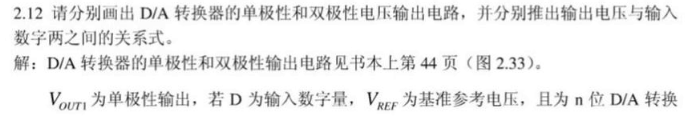 2.12 请分别画出 D/A 转换器的单极性和双极性电压输出电路，并分别推出输出电压与输入
数字两之间的关系式。
解：D/A 转换器的单极性和双极性输出电路见书本上第 44 页（图 2.33）。
V_OUT1 为单极性输出，若 D 为输入数字量，V_REF 为基准参考电压，且为 n 位 D/A 转换